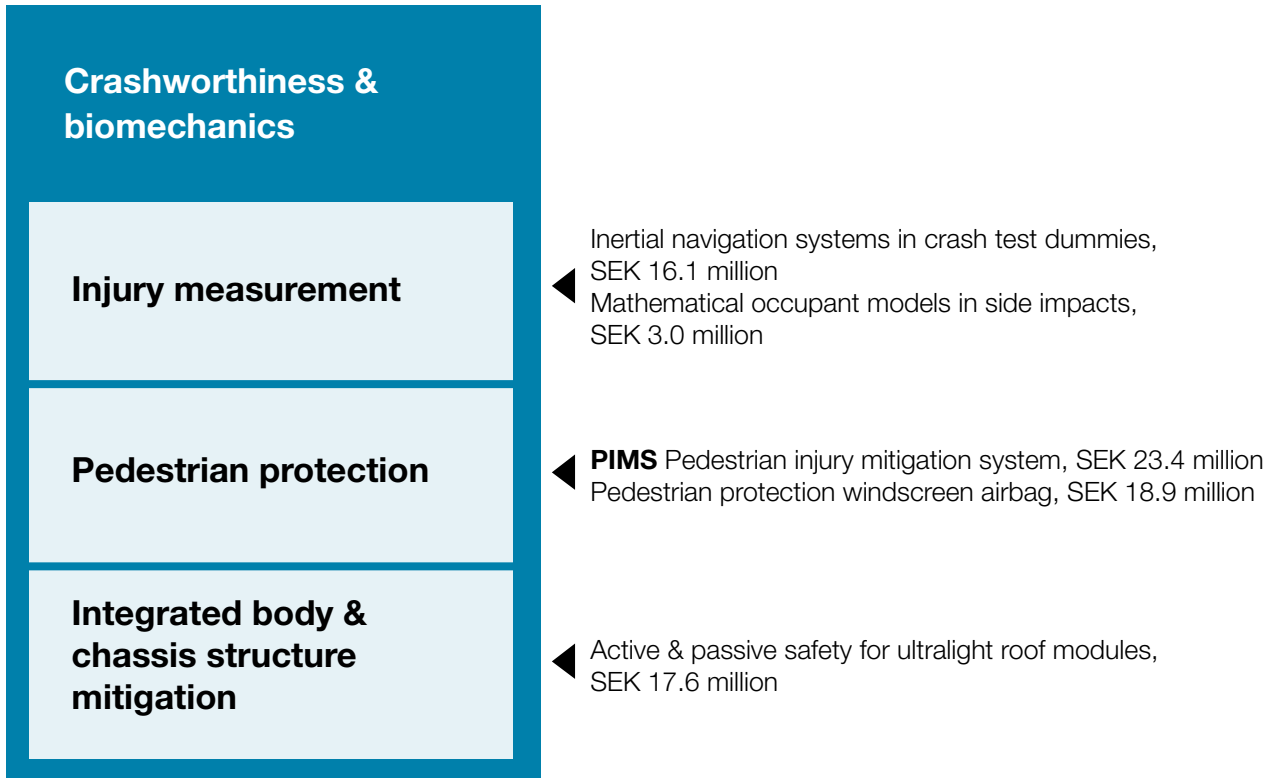 Crashworthiness &
biomechanics
Injury measurement
Inertial navigation systems in crash test dummies,
SEK 16.1 million
Mathematical occupant models in side impacts,
SEK 3.0 million
Pedestrian protection
PIMS Pedestrian injury mitigation system, SEK 23.4 million
Pedestrian protection windscreen airbag, SEK 18.9 million
Integrated body &
chassis structure
mitigation
Active & passive safety for ultralight roof modules,
SEK 17.6 million